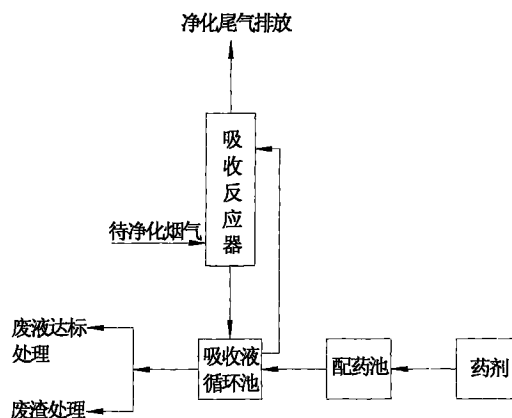 净化尾气排放
吸收反应器
待净化烟气
废液达标
处理
吸收液
循环池
配药池
药剂
废渣处理